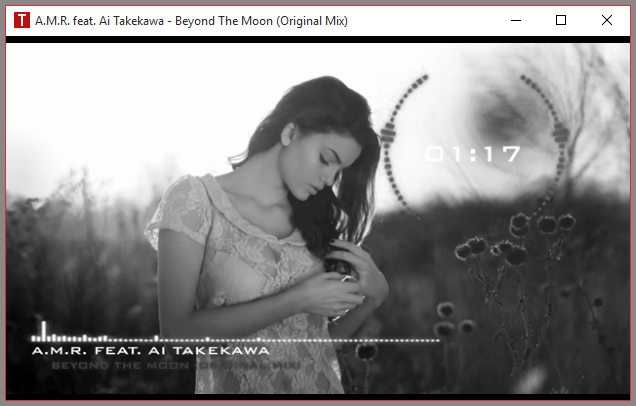 T A.M.R. feat. Ai Takekawa - Beyond The Moon (Original Mix)
01:17
A.M.R. FEAT. AI TAKEKAWA
BEYOND THE MOON (ORIGINAL MIX)